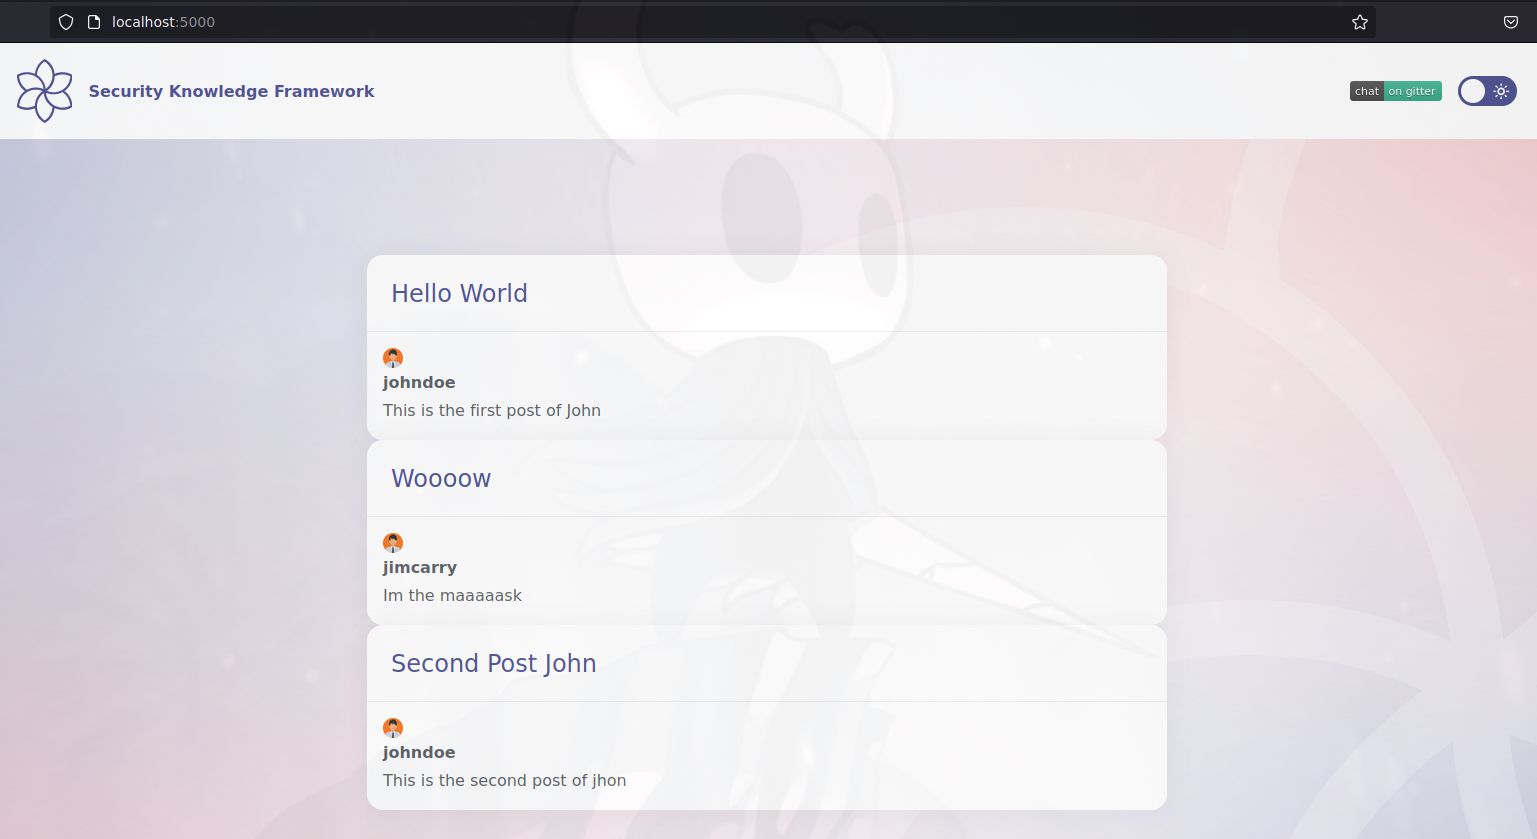 localhost:5000
Security Knowledge Framework
chat on gitter
Hello World
johndoe
This is the first post of John
Woooow
jimcarry
Im the maaaaask
Second Post John
johndoe
This is the second post of jhon